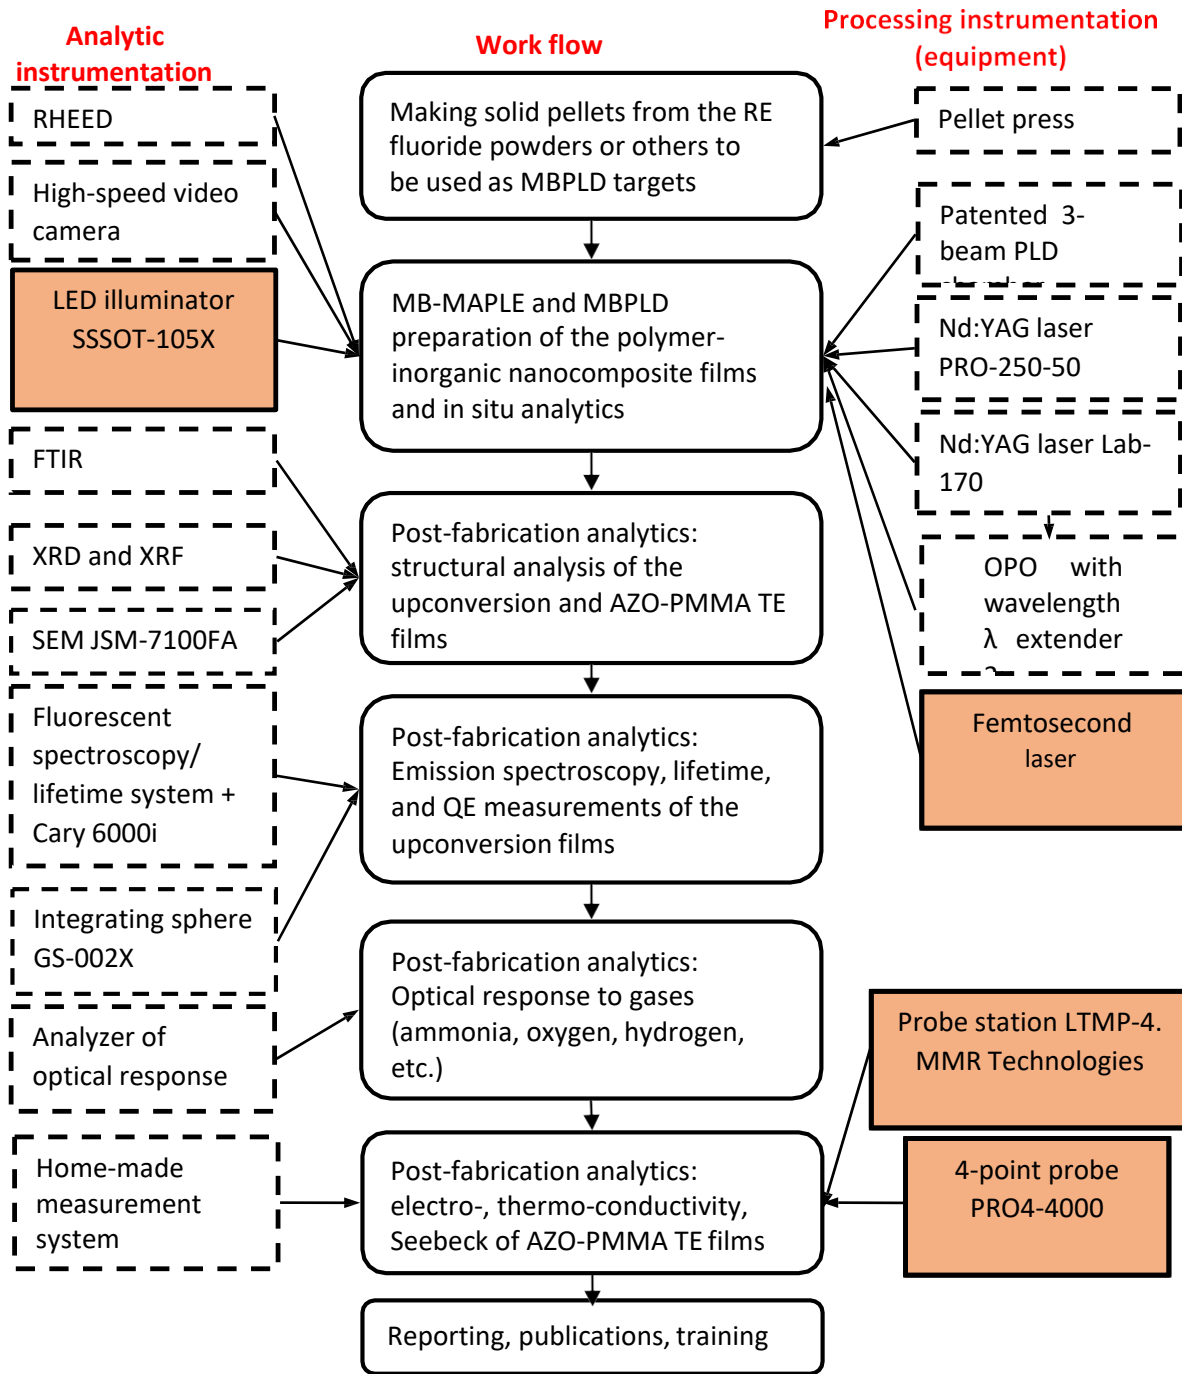 Analytic
instrumentation
RHEED
High-speed video
camera
LED illuminator
SSSOT-105X
FTIR
XRD and XRF
SEM JSM-7100FA
Fluorescent
spectroscopy/
lifetime system +
Cary 6000i
Integrating sphere
GS-002X
Analyzer of
optical response
Home-made
measurement
system
Work flow
Making solid pellets from the RE
fluoride powders or others to
be used as MBPLD targets
MB-MAPLE and MBPLD
preparation of the polymer-
inorganic nanocomposite films
and in situ analytics
Post-fabrication analytics:
structural analysis of the
upconversion and AZO-PMMA TE
films
Post-fabrication analytics:
Emission spectroscopy, lifetime,
and QE measurements of the
upconversion films
Post-fabrication analytics:
Optical response to gases
(ammonia, oxygen, hydrogen,
etc.)
Post-fabrication analytics:
electro-, thermo-conductivity,
Seebeck of AZO-PMMA TE films
Reporting, publications, training
Processing instrumentation
(equipment)
Pellet press
Patented 3-
beam PLD
chamber
Nd:YAG laser
PRO-250-50
Nd:YAG laser Lab-
170
OPO with
wavelength
λ extender
Femtosecond
laser
Probe station LTMP-4.
MMR Technologies
4-point probe
PRO4-4000